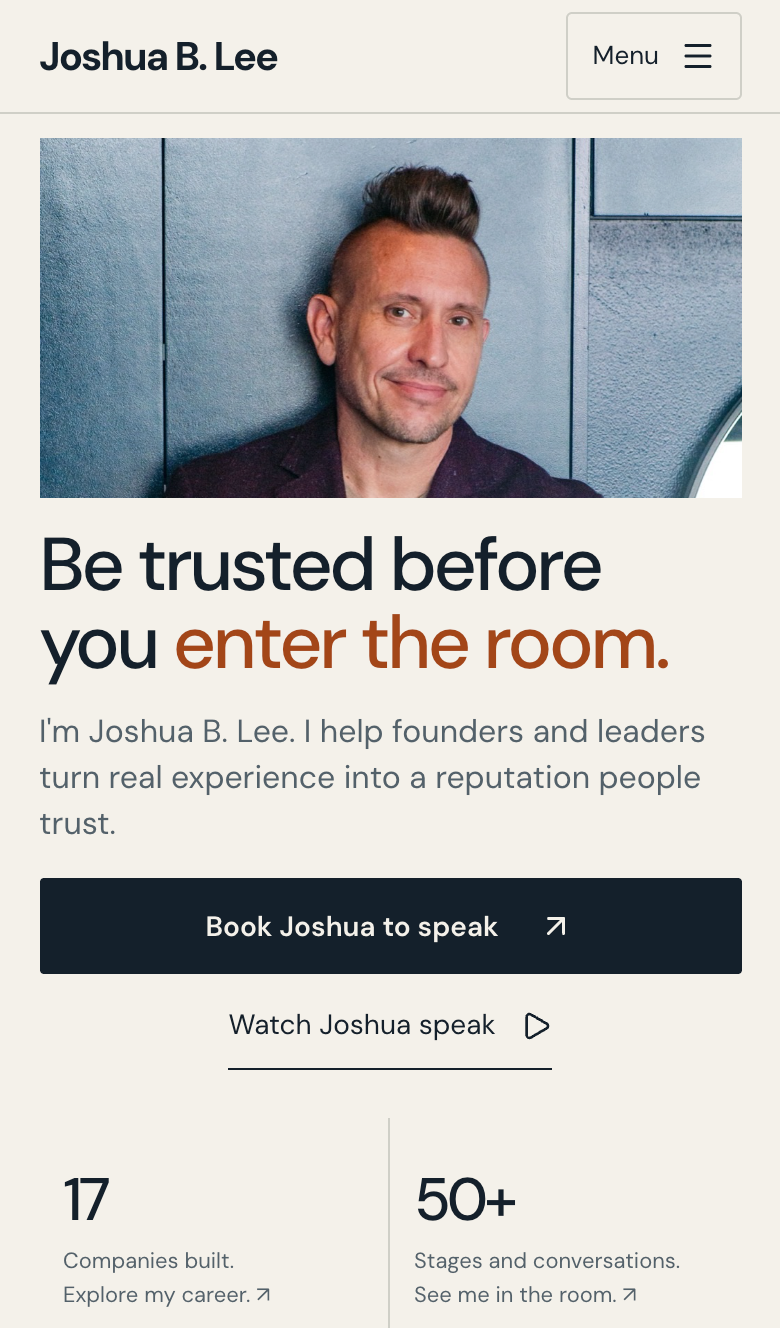 Joshua B. Lee
Menu
Be trusted before
you enter the room.
I'm Joshua B. Lee. I help founders and leaders
turn real experience into a reputation people
trust.
Book Joshua to speak
Watch Joshua speak
17
Companies built.
Explore my career. ↗
50+
Stages and conversations.
See me in the room. ↗